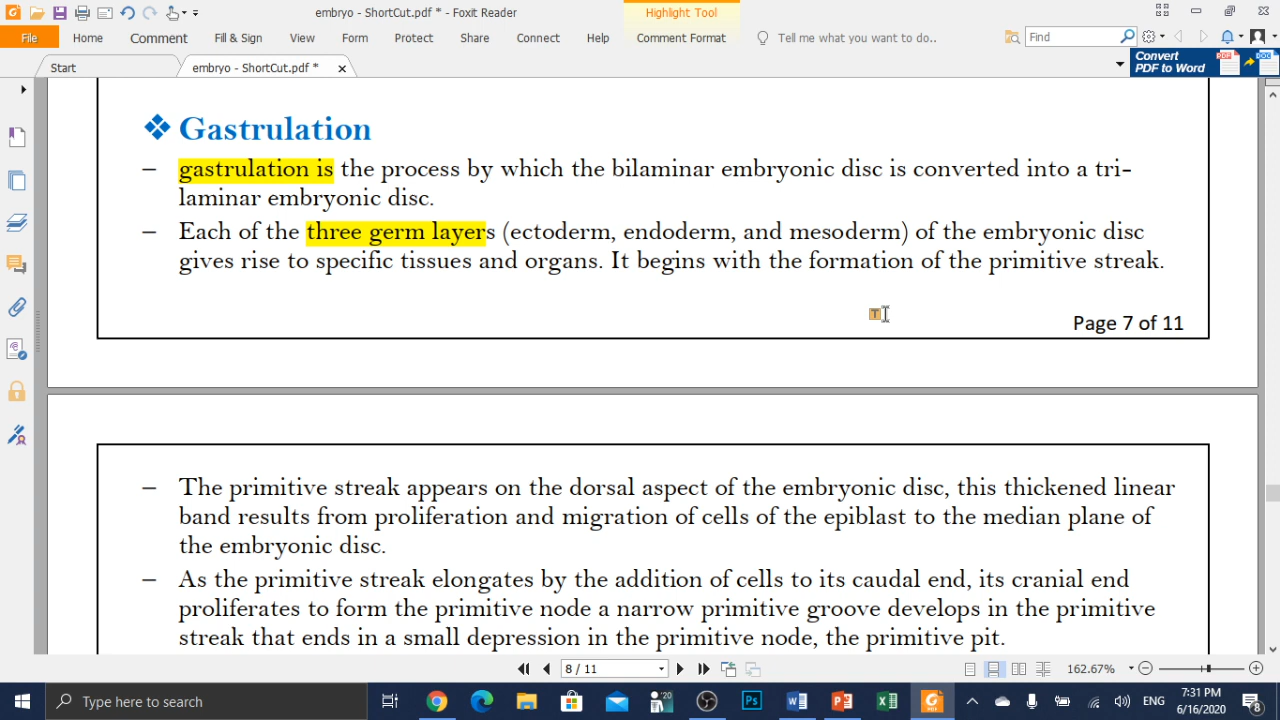 embryo - ShortCut.pdf * - Foxit Reader
Highlight Tool
File Home Comment Fill & Sign View Form Protect Share Connect Help Comment Format Tell me what you want to do.. Find
Start embryo - ShortCut.pdf * Convert
PDF to Word
❖ Gastrulation
– gastrulation is the process by which the bilaminar embryonic disc is converted into a tri-
laminar embryonic disc.
– Each of the three germ layers (ectoderm, endoderm, and mesoderm) of the embryonic disc
gives rise to specific tissues and organs. It begins with the formation of the primitive streak.
Page 7 of 11
– The primitive streak appears on the dorsal aspect of the embryonic disc, this thickened linear
band results from proliferation and migration of cells of the epiblast to the median plane of
the embryonic disc.
– As the primitive streak elongates by the addition of cells to its caudal end, its cranial end
proliferates to form the primitive node a narrow primitive groove develops in the primitive
streak that ends in a small depression in the primitive node, the primitive pit.
8 / 11 162.67%
Type here to search ENG 7:31 PM
6/16/2020 8